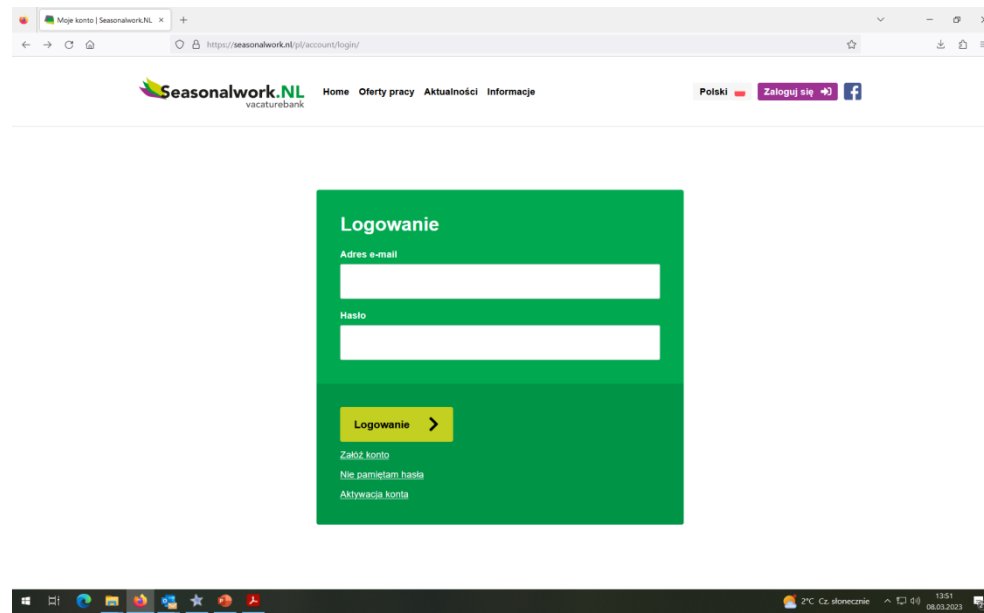 Moje konto | Seasonalwork.NL
https://seasonalwork.nl/pl/account/login/
Seasonalwork.NL
vacaturebank
Home Oferty pracy Aktualności Informacje
Polski
Zaloguj się
Logowanie
Adres e-mail
Hasło
Logowanie
Załóż konto
Nie pamiętam hasła
Aktywacja konta
2°C Cz. słonecznie
13:51
08.03.2023